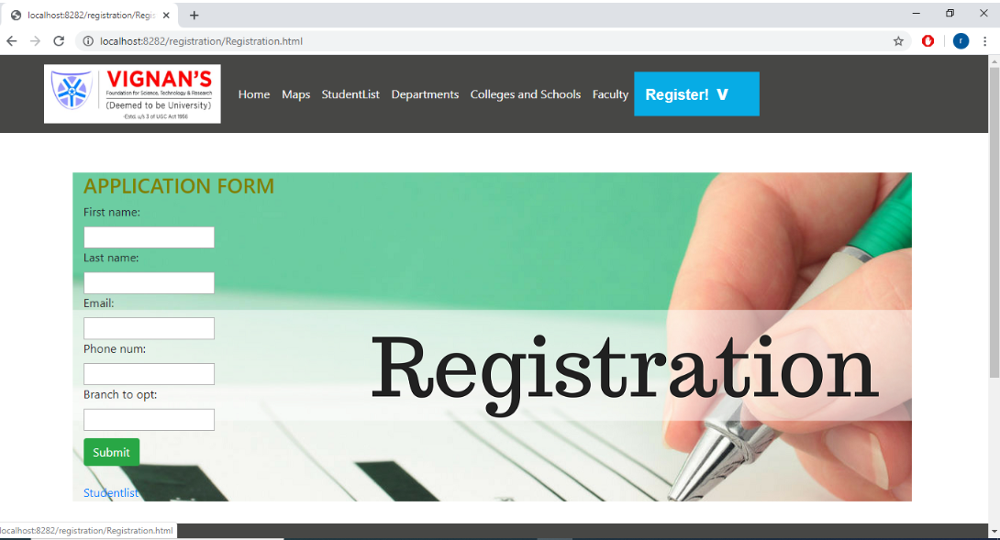 localhost:8282/registration/Regis
localhost:8282/registration/Registration.html
r
VIGNAN'S
Foundation for Science, Technology & Research
(Deemed to be University)
-Estd. u/s 3 of UGC Act 1956
Home Maps StudentList Departments Colleges and Schools Faculty Register! V
APPLICATION FORM
First name:
Last name:
Email:
Phone num:
Branch to opt:
Registration
Submit
Studentlist
localhost:8282/registration/Registration.html